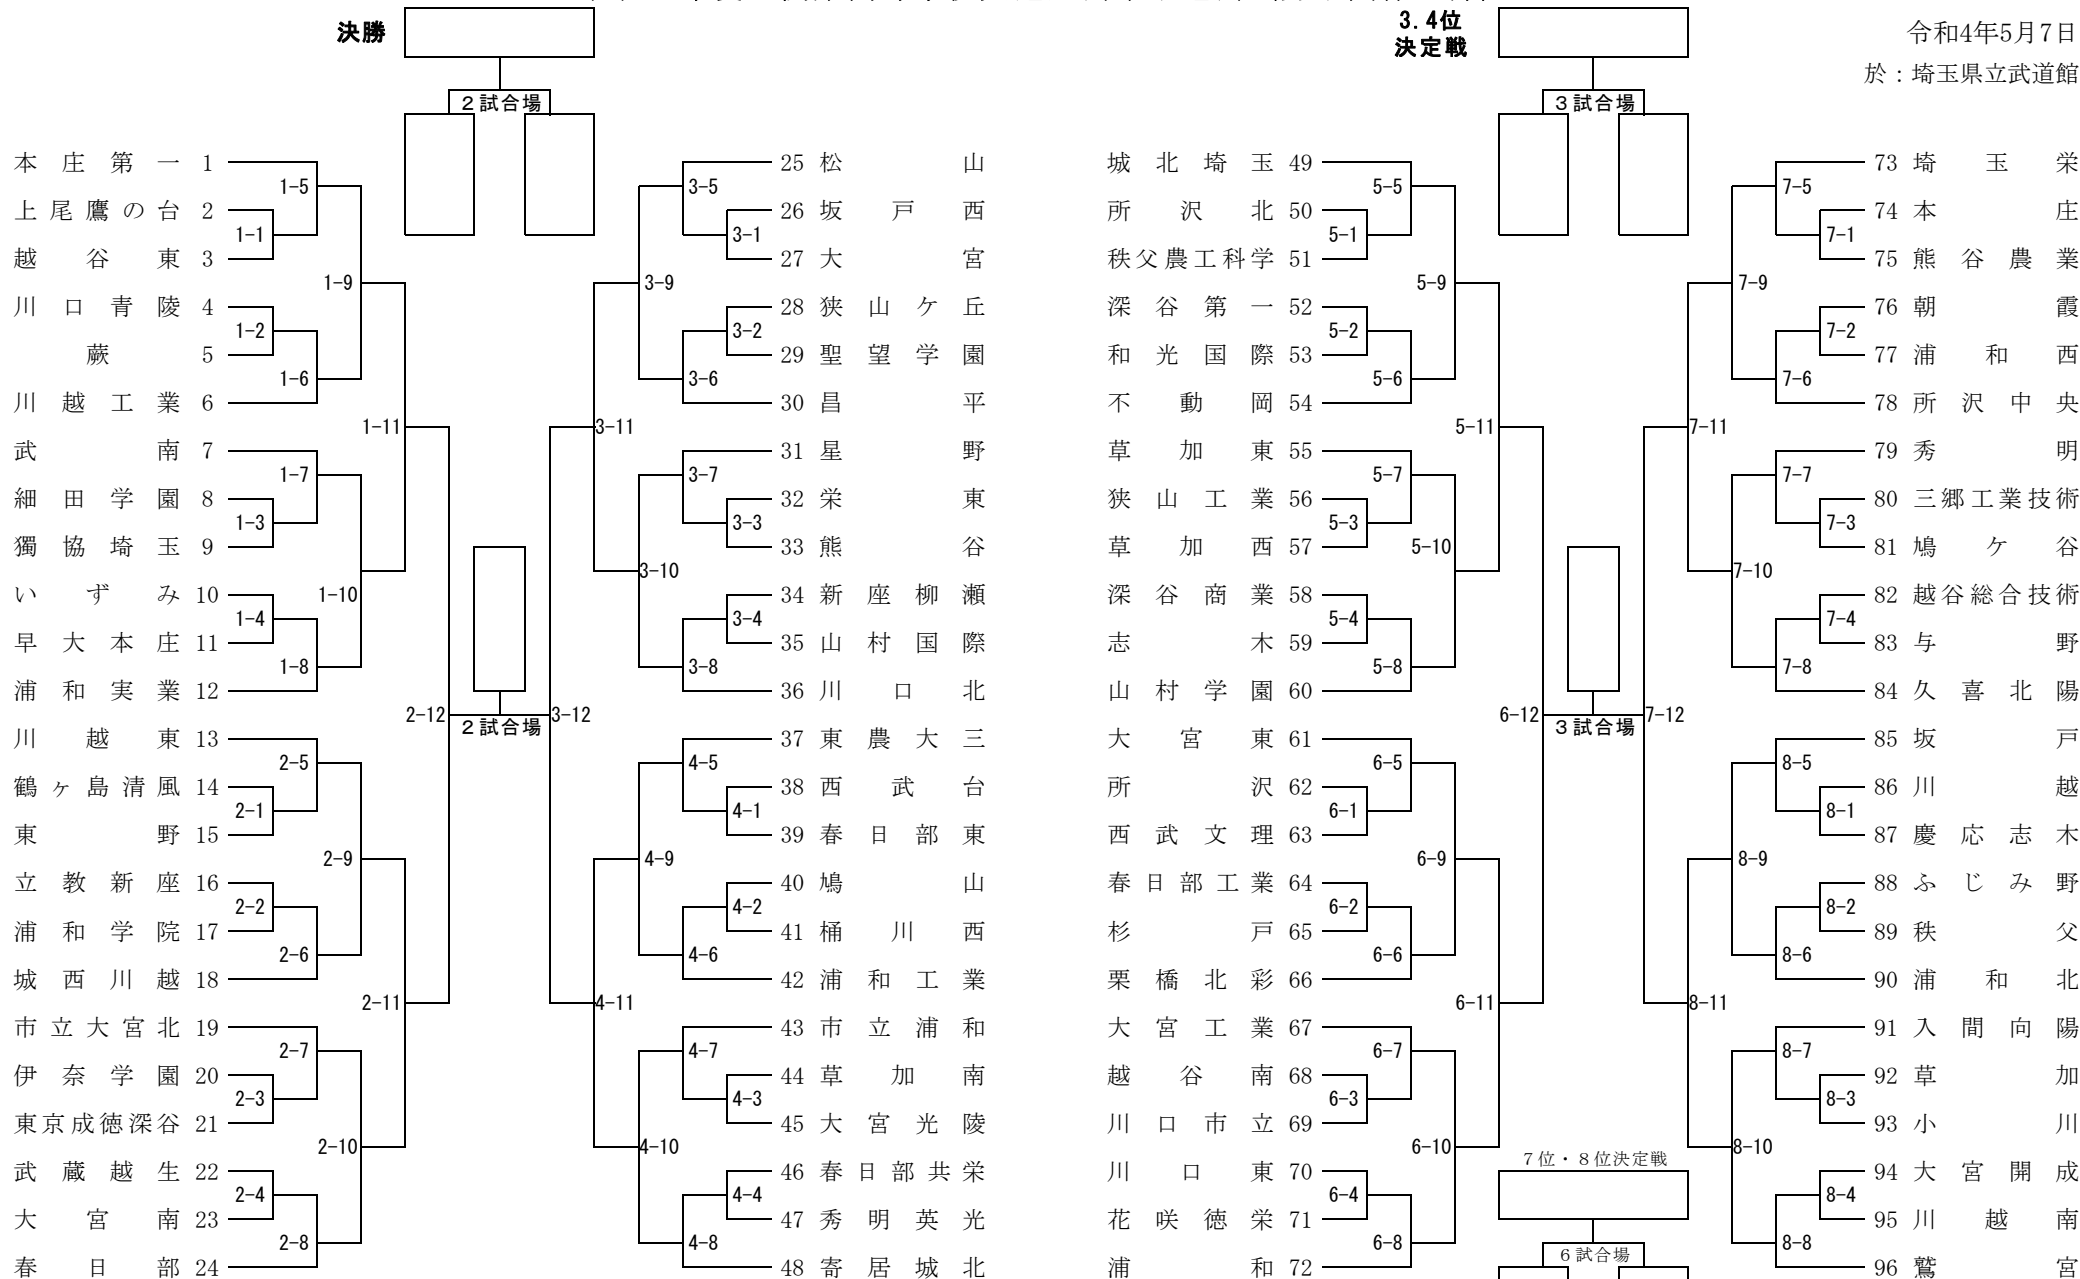 決勝
3.4位
決定戦
令和4年5月7日
於：埼玉県立武道館
2試合場
3試合場
本庄第一 1
上尾鷹の台 2
越谷東 3
川口青陵 4
蕨 5
川越工業 6
武南 7
細田学園 8
獨協埼玉 9
いずみ 10
早大本庄 11
浦和実業 12
川越東 13
鶴ヶ島清風 14
東野 15
立教新座 16
浦和学院 17
城西川越 18
市立大宮北 19
伊奈学園 20
東京成徳深谷 21
武蔵越生 22
大宮南 23
春日部 24
1-5
1-1
1-9
1-2
1-6
1-11
1-7
1-3
1-10
1-4
1-8
2-12
2試合場
3-12
2-5
2-1
2-9
2-2
2-6
2-11
2-7
2-3
2-10
2-4
2-8
25 松山
26 坂戸西
27 大宮
28 狭山ケ丘
29 聖望学園
30 昌平
31 星野
32 栄東
33 熊谷
34 新座柳瀬
35 山村国際
36 川口北
37 東農大三
38 西武台
39 春日部東
40 鳩山
41 桶川西
42 浦和工業
43 市立浦和
44 草加南
45 大宮光陵
46 春日部共栄
47 秀明英光
48 寄居城北
3-5
3-1
3-9
3-2
3-6
3-11
3-7
3-3
3-10
3-4
3-8
4-5
4-1
4-9
4-2
4-6
4-11
4-7
4-3
4-10
4-4
4-8
城北埼玉 49
所沢北 50
秩父農工科学 51
深谷第一 52
和光国際 53
不動岡 54
草加東 55
狭山工業 56
草加西 57
深谷商業 58
志木 59
山村学園 60
大宮東 61
所沢 62
西武文理 63
春日部工業 64
杉戸 65
栗橋北彩 66
大宮工業 67
越谷南 68
川口市立 69
川口東 70
花咲徳栄 71
浦和 72
5-5
5-1
5-9
5-2
5-6
5-11
5-7
5-3
5-10
5-4
5-8
6-12
3試合場
7-12
6-5
6-1
6-9
6-2
6-6
6-11
6-7
6-3
6-10
6-4
6-8
7位・8位決定戦
6試合場
73 埼玉栄
74 本庄
75 熊谷農業
76 朝霞
77 浦和西
78 所沢中央
79 秀明
80 三郷工業技術
81 鳩ケ谷
82 越谷総合技術
83 与野
84 久喜北陽
85 坂戸
86 川越
87 慶応志木
88 ふじみ野
89 秩父
90 浦和北
91 入間向陽
92 草加
93 小川
94 大宮開成
95 川越南
96 鷲宮
7-5
7-1
7-9
7-2
7-6
7-11
7-7
7-3
7-10
7-4
7-8
8-5
8-1
8-9
8-2
8-6
8-11
8-7
8-3
8-10
8-4
8-8